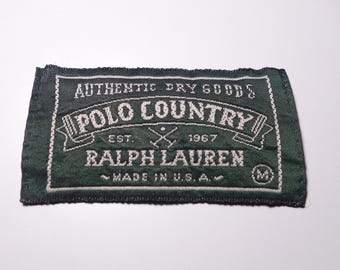 AUTHENTIC DRY GOODS
POLO COUNTRY
EST. 1967
RALPH LAUREN
~ MADE IN U.S.A. ~ M